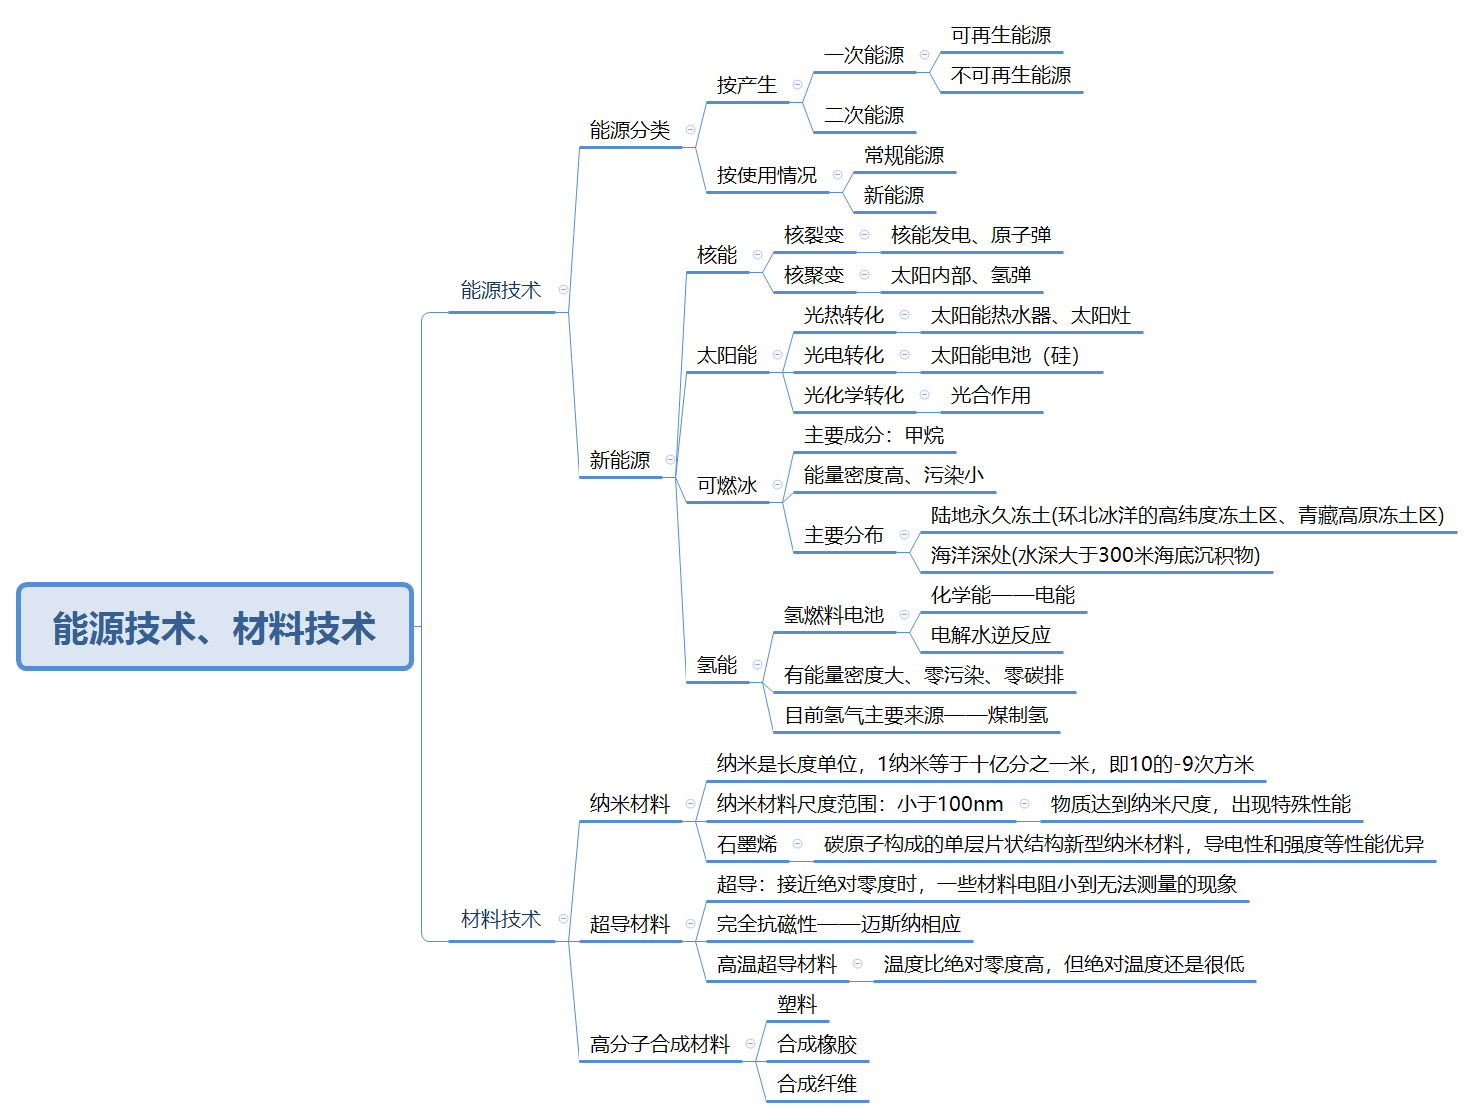 能源技术、材料技术
能源技术
能源分类
按产生
一次能源
可再生能源
不可再生能源
二次能源
按使用情况
常规能源
新能源
新能源
核能
核裂变
核能发电、原子弹
核聚变
太阳内部、氢弹
太阳能
光热转化
太阳能热水器、太阳灶
光电转化
太阳能电池（硅）
光化学转化
光合作用
可燃冰
主要成分：甲烷
能量密度高、污染小
主要分布
陆地永久冻土(环北冰洋的高纬度冻土区、青藏高原冻土区)
海洋深处(水深大于300米海底沉积物)
氢能
氢燃料电池
化学能——电能
电解水逆反应
有能量密度大、零污染、零碳排
目前氢气主要来源——煤制氢
材料技术
纳米材料
纳米是长度单位，1纳米等于十亿分之一米，即10的-9次方米
纳米材料尺度范围：小于100nm
物质达到纳米尺度，出现特殊性能
石墨烯
碳原子构成的单层片状结构新型纳米材料，导电性和强度等性能优异
超导材料
超导：接近绝对零度时，一些材料电阻小到无法测量的现象
完全抗磁性——迈斯纳相应
高温超导材料
温度比绝对零度高，但绝对温度还是很低
高分子合成材料
塑料
合成橡胶
合成纤维